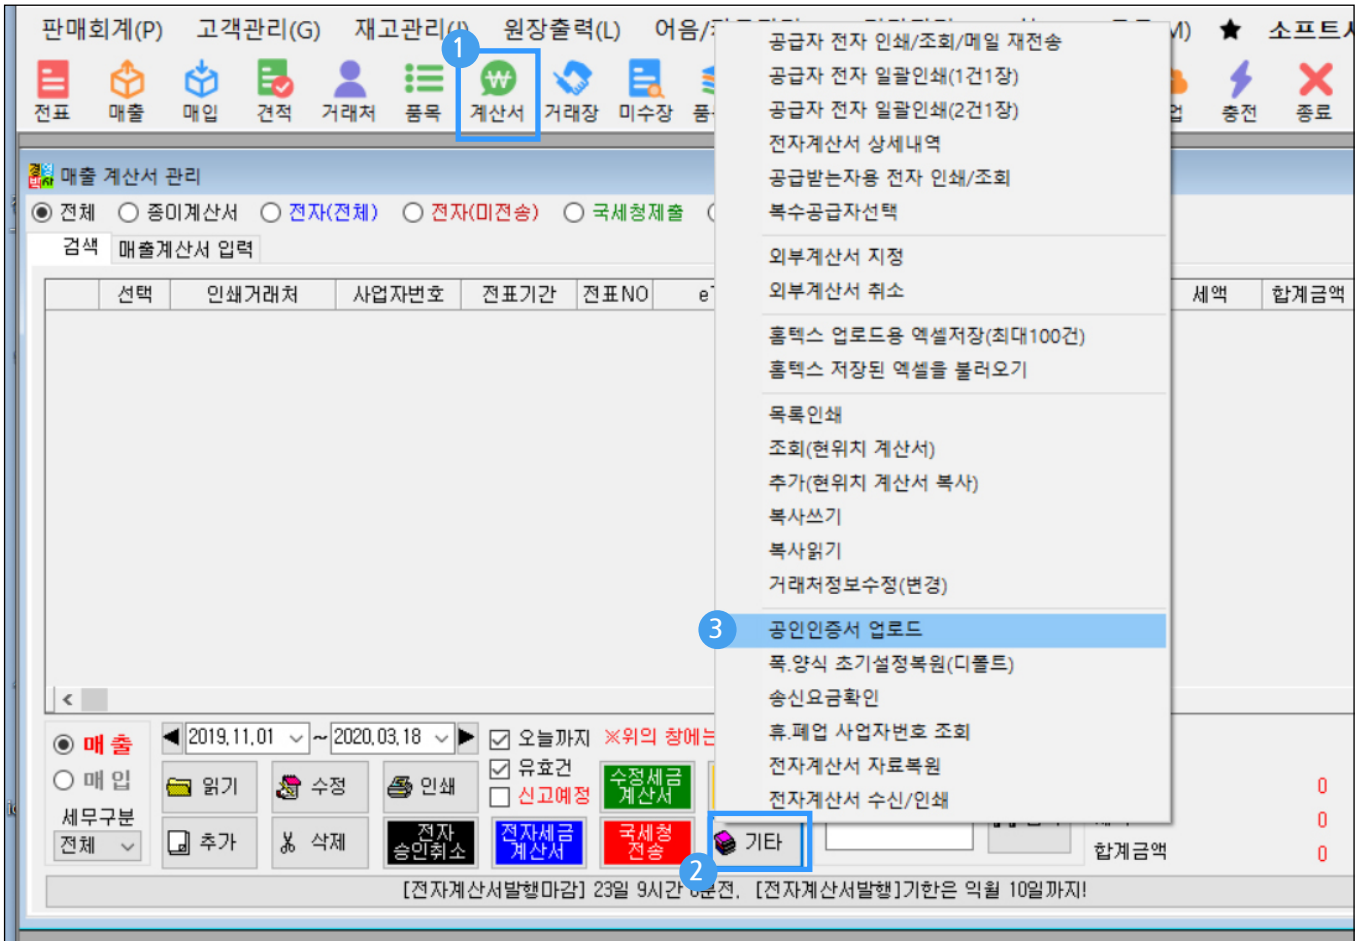 판매회계(P) 고객관리(G) 재고관리(J) 원장출력(L) 어음/ M) ★ 소프트
1
전표 매출 매입 견적 거래처 품목 계산서 거래장 미수장 품 업 충전 종료
매출 계산서 관리
전체 종이계산서 전자(전체) 전자(미전송) 국세청제출
검색 매출계산서 입력
선택 인쇄거래처 사업자번호 전표기간 전표NO e 세액 합계금액
공급자 전자 인쇄/조회/메일 재전송
공급자 전자 일괄인쇄(1건1장)
공급자 전자 일괄인쇄(2건1장)
전자계산서 상세내역
공급받는자용 전자 인쇄/조회
복수공급자선택
외부계산서 지정
외부계산서 취소
홈텍스 업로드용 엑셀저장(최대100건)
홈텍스 저장된 엑셀을 불러오기
목록인쇄
조회(현위치 계산서)
추가(현위치 계산서 복사)
복사쓰기
복사읽기
거래처정보수정(변경)
3 공인인증서 업로드
폭.양식 초기설정복원(디폴트)
송신요금확인
휴.폐업 사업자번호 조회
전자계산서 자료복원
전자계산서 수신/인쇄
매 출 2019.11.01 ~ 2020.03.18 오늘까지 ※위의 창에는
매 입 읽기 수정 인쇄 유효건 신고예정 수정세금 계산서 0
세무구분 0
전체 추가 삭제 전자 승인취소 전자세금 계산서 국세청 전송 기타 합계금액 0
2
[전자계산서발행마감] 23일 9시간 분전. [전자계산서발행]기한은 익월 10일까지!